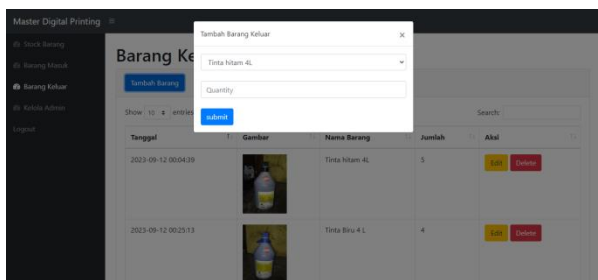 Master Digital Printing
Stock Barang
Barang Masuk
Barang Keluar
Kelola Admin
Logout
Tambah Barang Keluar ×
Tinta hitam 4L
Quantity
submit
Barang Ke
Tambah Barang
Show 10 entries Search:
Tanggal Gambar Nama Barang Jumlah Aksi
2023-09-12 00:04:39 Tinta hitam 4L 5 Edit Delete
2023-09-12 00:25:13 Tinta Biru 4 L 4 Edit Delete